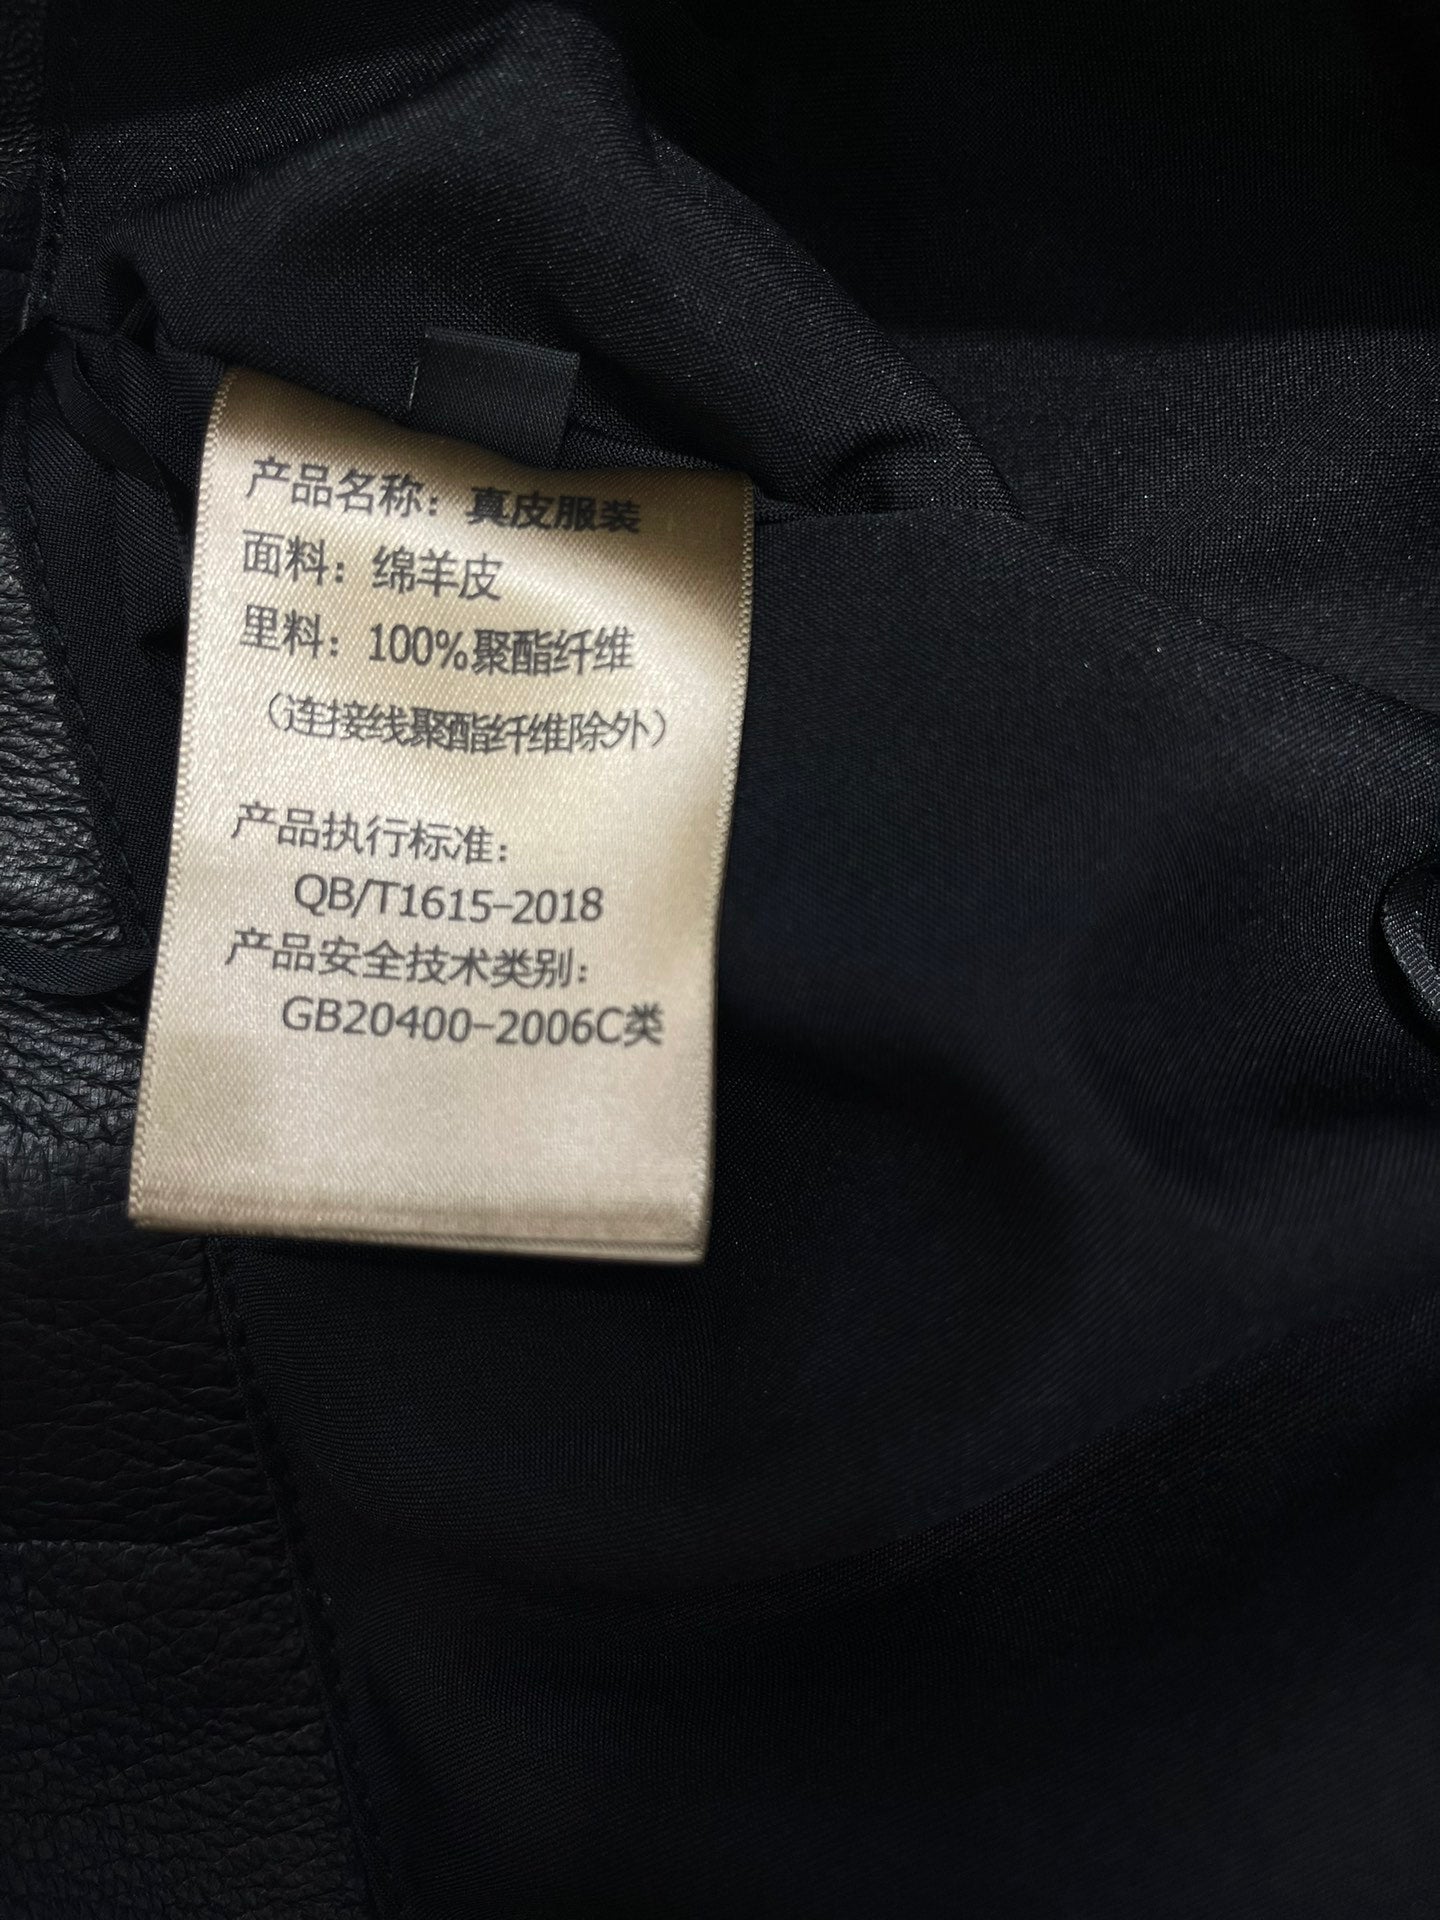 产品名称：真皮服装
面料：绵羊皮
里料：100%聚酯纤维
（连接线聚酯纤维除外）
产品执行标准：
QB/T1615-2018
产品安全技术类别：
GB20400-2006C类